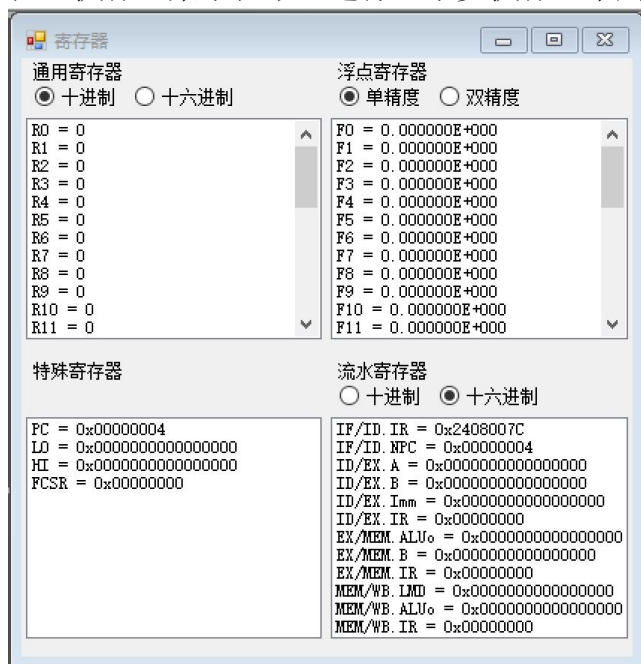 寄存器
通用寄存器
十进制 十六进制
R0 = 0
R1 = 0
R2 = 0
R3 = 0
R4 = 0
R5 = 0
R6 = 0
R7 = 0
R8 = 0
R9 = 0
R10 = 0
R11 = 0
浮点寄存器
单精度 双精度
F0 = 0.000000E+000
F1 = 0.000000E+000
F2 = 0.000000E+000
F3 = 0.000000E+000
F4 = 0.000000E+000
F5 = 0.000000E+000
F6 = 0.000000E+000
F7 = 0.000000E+000
F8 = 0.000000E+000
F9 = 0.000000E+000
F10 = 0.000000E+000
F11 = 0.000000E+000
特殊寄存器
PC = 0x00000004
LO = 0x0000000000000000
HI = 0x0000000000000000
FCSR = 0x00000000
流水寄存器
十进制 十六进制
IF/ID.IR = 0x2408007C
IF/ID.NPC = 0x00000004
ID/EX.A = 0x0000000000000000
ID/EX.B = 0x0000000000000000
ID/EX.Imm = 0x0000000000000000
ID/EX.IR = 0x00000000
EX/MEM.ALUo = 0x0000000000000000
EX/MEM.B = 0x0000000000000000
EX/MEM.IR = 0x00000000
MEM/WB.LMD = 0x0000000000000000
MEM/WB.ALUo = 0x0000000000000000
MEM/WB.IR = 0x00000000